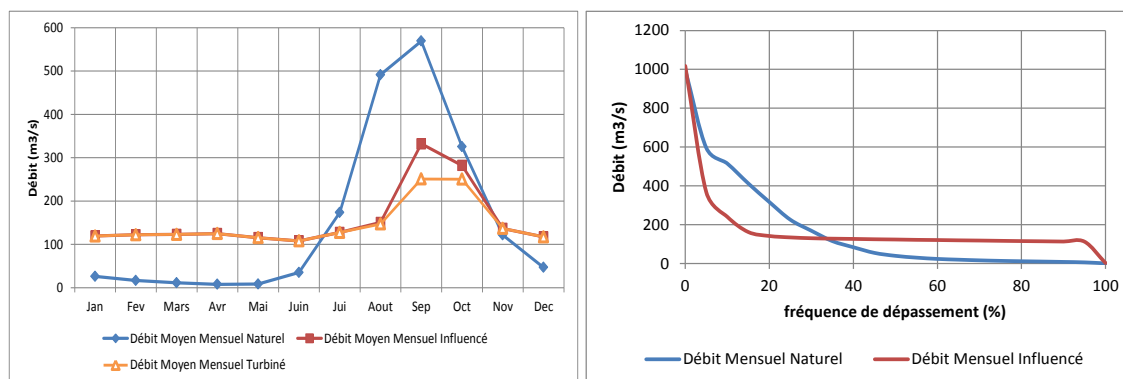 Débit (m3/s)
600
500
400
300
200
100
0
Jan Fev Mars Avr Mai Juin Jui Aout Sep Oct Nov Dec
Débit Moyen Mensuel Naturel Débit Moyen Mensuel Influencé
Débit Moyen Mensuel Turbiné
Débit (m3/s)
1200
1000
800
600
400
200
0
0 20 40 60 80 100
fréquence de dépassement (%)
Débit Mensuel Naturel Débit Mensuel Influencé